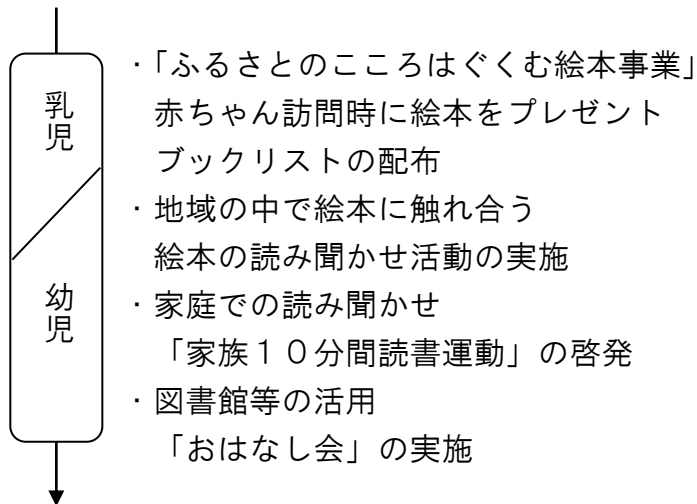 乳児
幼児
・「ふるさとのこころはぐくむ絵本事業」
赤ちゃん訪問時に絵本をプレゼント
ブックリストの配布
・地域の中で絵本に触れ合う
絵本の読み聞かせ活動の実施
・家庭での読み聞かせ
「家族１０分間読書運動」の啓発
・図書館等の活用
「おはなし会」の実施